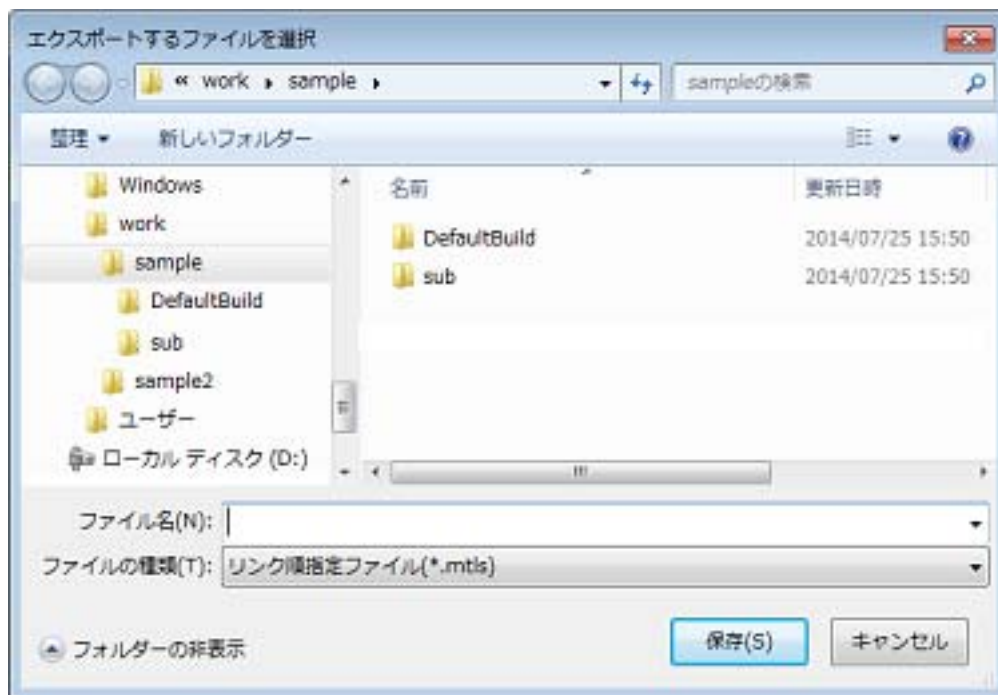 エクスポートするファイルを選択
« work ▸ sample ▸ sampleの検索
整理 ▼ 新しいフォルダー
Windows
work
sample
DefaultBuild
sub
sample2
ユーザー
ローカル ディスク (D:)
名前 更新日時
DefaultBuild 2014/07/25 15:50
sub 2014/07/25 15:50
ファイル名(N):
ファイルの種類(T): リンク順指定ファイル(*.mtls)
フォルダーの非表示 保存(S) キャンセル